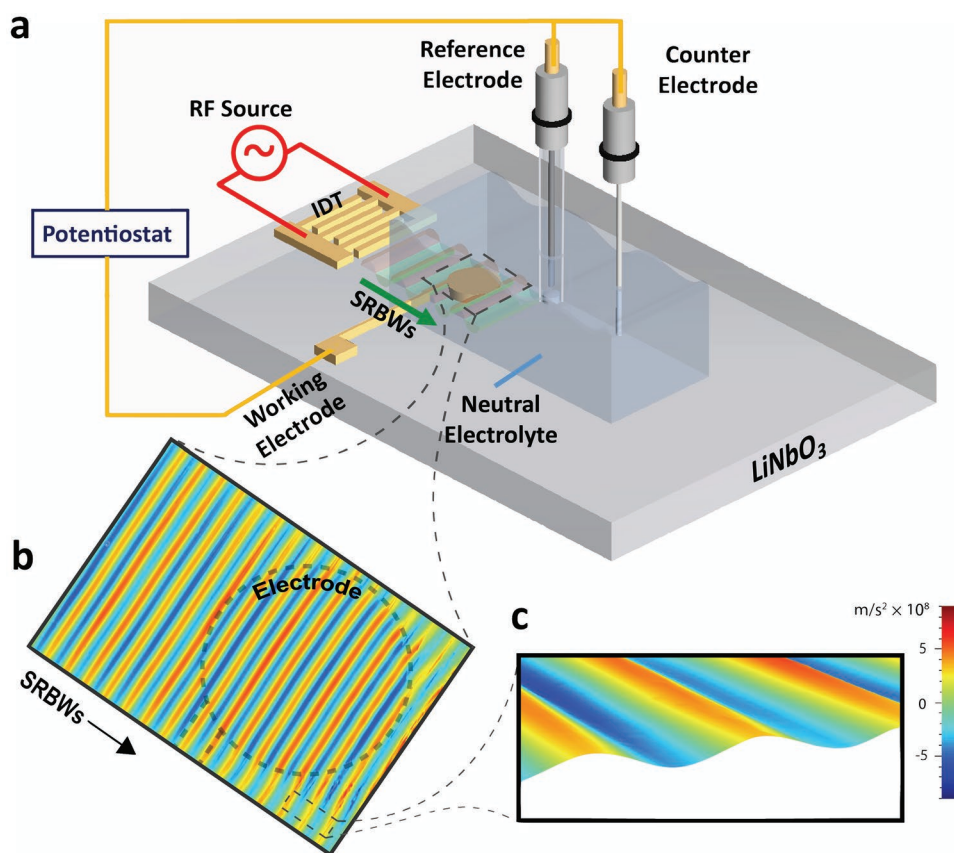 a
Reference
Electrode
Counter
Electrode
RF Source
IDT
Potentiostat
SRBWs
Working
Electrode
Neutral
Electrolyte
LiNbO₃
b
Electrode
SRBWs
c
m/s² × 10⁸
5
0
-5